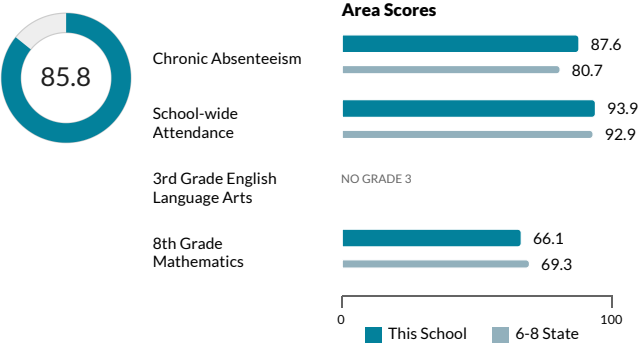 Area Scores
85.8
Chronic Absenteeism
87.6
80.7
School-wide
Attendance
93.9
92.9
3rd Grade English
Language Arts
NO GRADE 3
8th Grade
Mathematics
66.1
69.3
0
100
This School
6-8 State